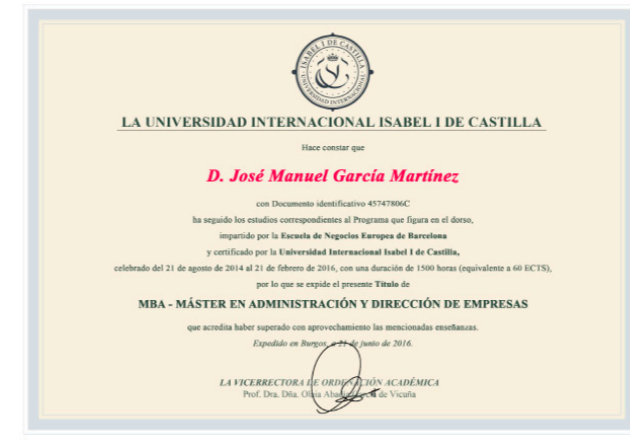 ISABEL I DE CASTILLA
UNIVERSIDAD INTERNACIONAL
LA UNIVERSIDAD INTERNACIONAL ISABEL I DE CASTILLA
Hace constar que
D. José Manuel García Martínez
con Documento identificativo 45747806C
ha seguido los estudios correspondientes al Programa que figura en el dorso,
impartido por la Escuela de Negocios Europea de Barcelona
y certificado por la Universidad Internacional Isabel I de Castilla,
celebrado del 21 de agosto de 2014 al 21 de febrero de 2016, con una duración de 1500 horas (equivalente a 60 ECTS),
por lo que se expide el presente Título de
MBA - MÁSTER EN ADMINISTRACIÓN Y DIRECCIÓN DE EMPRESAS
que acredita haber superado con aprovechamiento las mencionadas enseñanzas.
Expedido en Burgos, a 21 de junio de 2016.
LA VICERRECTORA DE ORDENACIÓN ACADÉMICA
Prof. Dra. Dña. de Vicuña